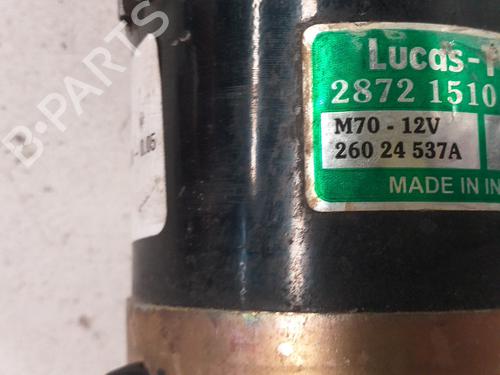 Lucas-T
2872 1510
M70 - 12V
260 24 537A
MADE IN IN
B-PARTS